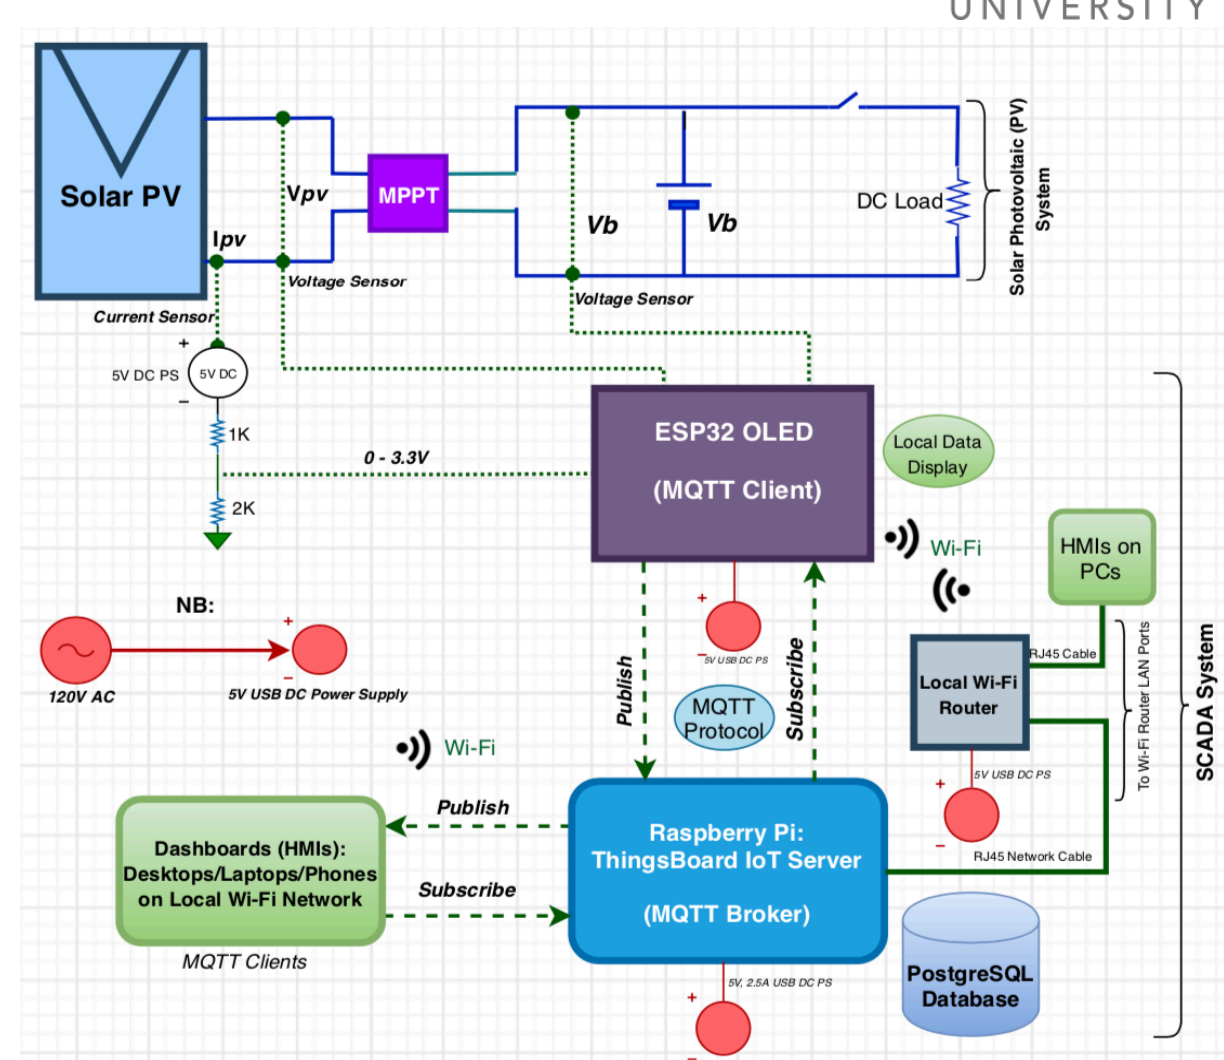 UNIVERSITY
Solar PV
Vpv
Ipv
MPPT
Vb
Vb
DC Load
Solar Photovoltaic (PV)
System
Voltage Sensor
Voltage Sensor
Current Sensor
+
5V DC PS
5V DC
−
1K
0 - 3.3V
2K
ESP32 OLED
(MQTT Client)
Local Data
Display
Wi-Fi
HMIs on
PCs
NB:
120V AC
+
−
5V USB DC Power Supply
+
−
5V USB DC PS
Publish
Subscribe
MQTT
Protocol
Local Wi-Fi
Router
RJ45 Cable
To Wi-Fi Router LAN Ports
SCADA System
5V USB DC PS
+
−
RJ45 Network Cable
Wi-Fi
Publish
Subscribe
Dashboards (HMIs):
Desktops/Laptops/Phones
on Local Wi-Fi Network
MQTT Clients
Raspberry Pi:
ThingsBoard IoT Server
(MQTT Broker)
PostgreSQL
Database
5V, 2.5A USB DC PS
+
−